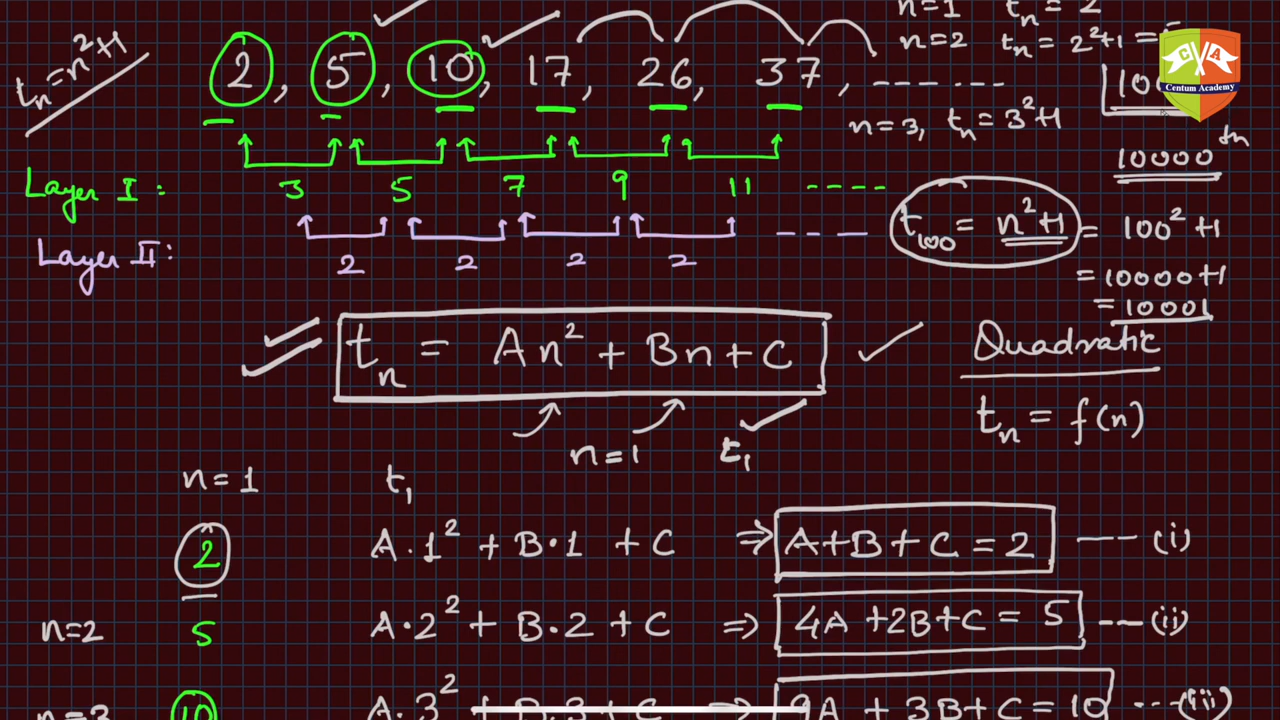 n=1 tn = 2
n=2 tn = 2²+1 =
tn = n²+1
2, 5, 10, 17, 26, 37, --- ---
n=3, tn = 3²+1
Centum Academy
tn
10000
Layer I : 3 5 7 9 11 ----
t100 = n²+1 = 100² + 1
Layer II : 2 2 2 2 ----
= 10000+1
= 10001
tn = An² + Bn + C
Quadratic
tn = f(n)
n=1 t1
n=1 t1
2 A·1² + B·1 + C ⇒ A+B+C = 2 --- (i)
n=2 5 A·2² + B·2 + C ⇒ 4A+2B+C = 5 --- (ii)
n=3 10 A·3² + B·3 + C ⇒ 9A + 3B + C = 10 --- (iii)